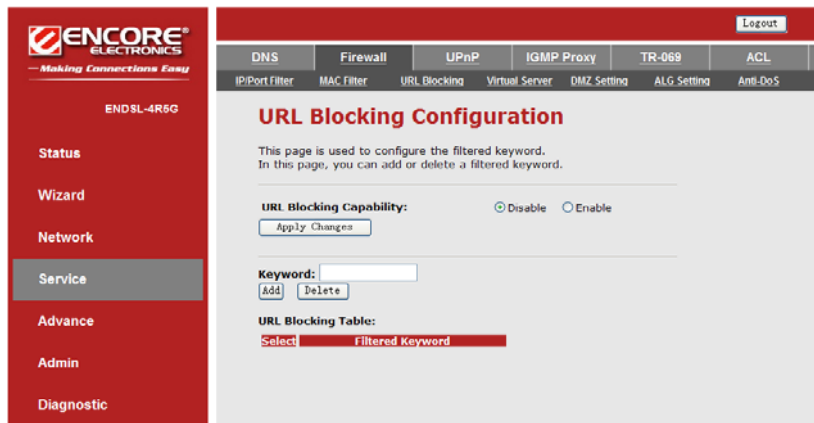 ENCORE®
ELECTRONICS
Making Connections Easy
Logout
DNS Firewall UPnP IGMP Proxy TR-069 ACL
IP/Port Filter MAC Filter URL Blocking Virtual Server DMZ Setting ALG Setting Anti-DoS
ENDSL-4R5G
Status
Wizard
Network
Service
Advance
Admin
Diagnostic
URL Blocking Configuration
This page is used to configure the filtered keyword.
In this page, you can add or delete a filtered keyword.
URL Blocking Capability: Disable Enable
Apply Changes
Keyword:
Add Delete
URL Blocking Table:
Select Filtered Keyword